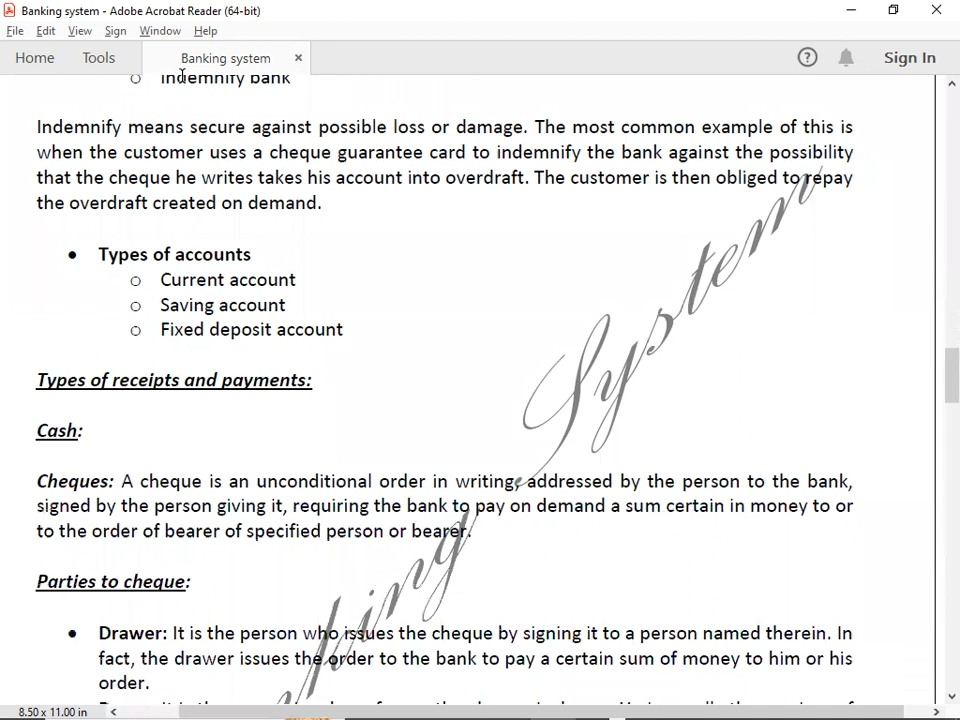 Banking system - Adobe Acrobat Reader (64-bit)
File Edit View Sign Window Help
Home Tools Banking system × Sign In
o Indemnify bank
Indemnify means secure against possible loss or damage. The most common example of this is
when the customer uses a cheque guarantee card to indemnify the bank against the possibility
that the cheque he writes takes his account into overdraft. The customer is then obliged to repay
the overdraft created on demand.
• Types of accounts
o Current account
o Saving account
o Fixed deposit account
Types of receipts and payments:
Cash:
Cheques: A cheque is an unconditional order in writing, addressed by the person to the bank,
signed by the person giving it, requiring the bank to pay on demand a sum certain in money to or
to the order of bearer of specified person or bearer.
Parties to cheque:
• Drawer: It is the person who issues the cheque by signing it to a person named therein. In
fact, the drawer issues the order to the bank to pay a certain sum of money to him or his
order.
System
8.50 x 11.00 in